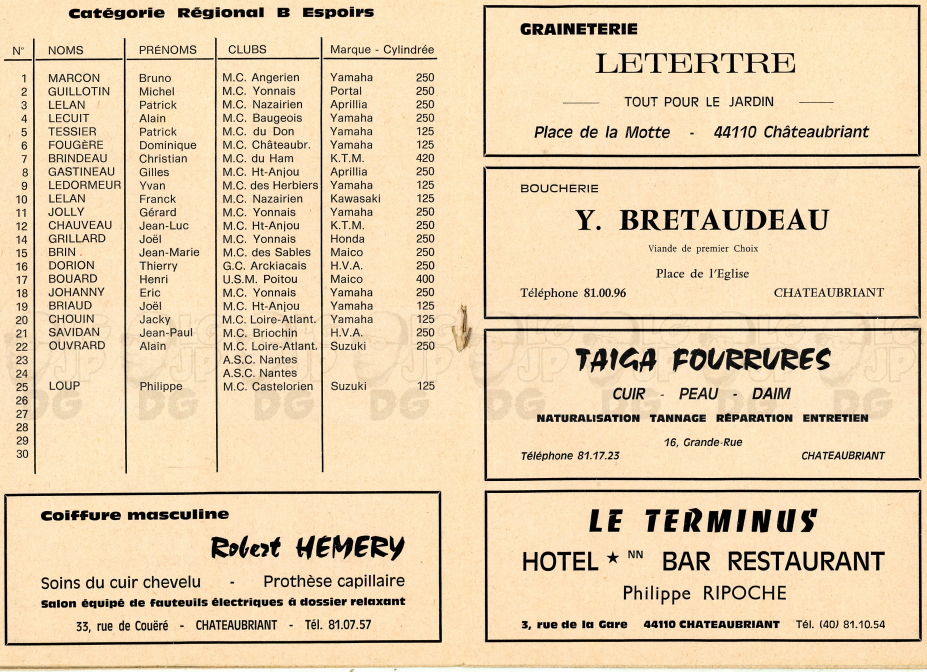 Catégorie Régional B Espoirs
N° NOMS PRÉNOMS CLUBS Marque - Cylindrée
1 MARCON Bruno M.C. Angerien Yamaha 250
2 GUILLOTIN Michel M.C. Yonnais Portal 250
3 LELAN Patrick M.C. Nazairien Aprillia 250
4 LECUIT Alain M.C. Baugeois Yamaha 250
5 TESSIER Patrick M.C. du Don Yamaha 125
6 FOUGÈRE Dominique M.C. Châteaubr. Yamaha 125
7 BRINDEAU Christian M.C. du Ham K.T.M. 420
8 GASTINEAU Gilles M.C. Ht-Anjou Aprillia 250
9 LEDORMEUR Yvan M.C. des Herbiers Yamaha 125
10 LELAN Franck M.C. Nazairien Kawasaki 125
11 JOLLY Gérard M.C. Yonnais Yamaha 250
12 CHAUVEAU Jean-Luc M.C. Ht-Anjou K.T.M. 250
14 GRILLARD Joël M.C. Yonnais Honda 250
15 BRIN Jean-Marie M.C. des Sables Maico 250
16 DORION Thierry G.C. Arckiacais H.V.A. 250
17 BOUARD Henri U.S.M. Poitou Maico 400
18 JOHANNY Eric M.C. Yonnais Yamaha 250
19 BRIAUD Joël M.C. Ht-Anjou Yamaha 125
20 CHOUIN Jacky M.C. Loire-Atlant. Yamaha 125
21 SAVIDAN Jean-Paul M.C. Briochin H.V.A. 250
22 OUVRARD Alain M.C. Loire-Atlant. Suzuki 250
23 A.S.C. Nantes
24 A.S.C. Nantes
25 LOUP Philippe M.C. Castelorien Suzuki 125
26
27
28
29
30
Coiffure masculine
Robert HEMERY
Soins du cuir chevelu - Prothèse capillaire
Salon équipé de fauteuils électriques à dossier relaxant
33, rue de Couëré - CHATEAUBRIANT - Tél. 81.07.57
GRAINETERIE
LETERTRE
TOUT POUR LE JARDIN
Place de la Motte - 44110 Châteaubriant
BOUCHERIE
Y. BRETAUDEAU
Viande de premier Choix
Place de l'Eglise
Téléphone 81.00.96 CHATEAUBRIANT
TAIGA FOURRURES
CUIR - PEAU - DAIM
NATURALISATION TANNAGE RÉPARATION ENTRETIEN
16, Grande-Rue
Téléphone 81.17.23 CHATEAUBRIANT
LE TERMINUS
HOTEL ★ NN BAR RESTAURANT
Philippe RIPOCHE
3, rue de la Gare 44110 CHATEAUBRIANT Tél. (40) 81.10.54